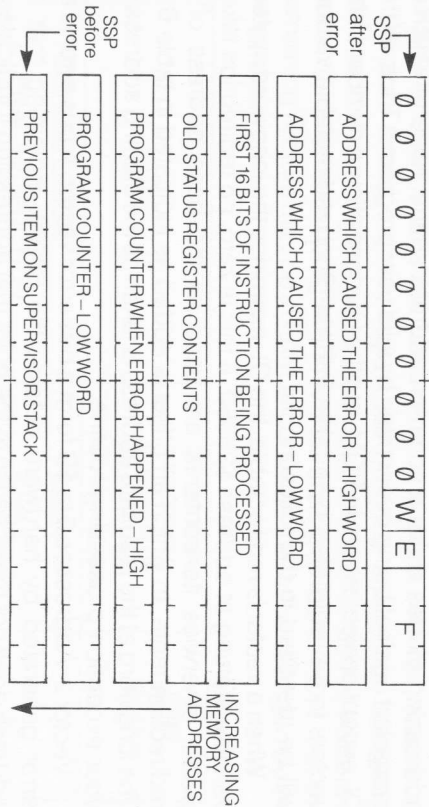 SSP
after
error
0 0 0 0 0 0 0 0 0 0 0 W E F
ADDRESS WHICH CAUSED THE ERROR – HIGH WORD
ADDRESS WHICH CAUSED THE ERROR – LOW WORD
FIRST 16 BITS OF INSTRUCTION BEING PROCESSED
OLD STATUS REGISTER CONTENTS
PROGRAM COUNTER WHEN ERROR HAPPENED – HIGH
PROGRAM COUNTER – LOW WORD
SSP
before
error
PREVIOUS ITEM ON SUPERVISOR STACK
INCREASING
MEMORY
ADDRESSES